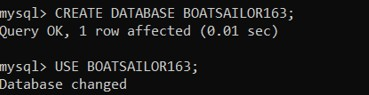 mysql> CREATE DATABASE BOATSAILOR163;
Query OK, 1 row affected (0.01 sec)
mysql> USE BOATSAILOR163;
Database changed